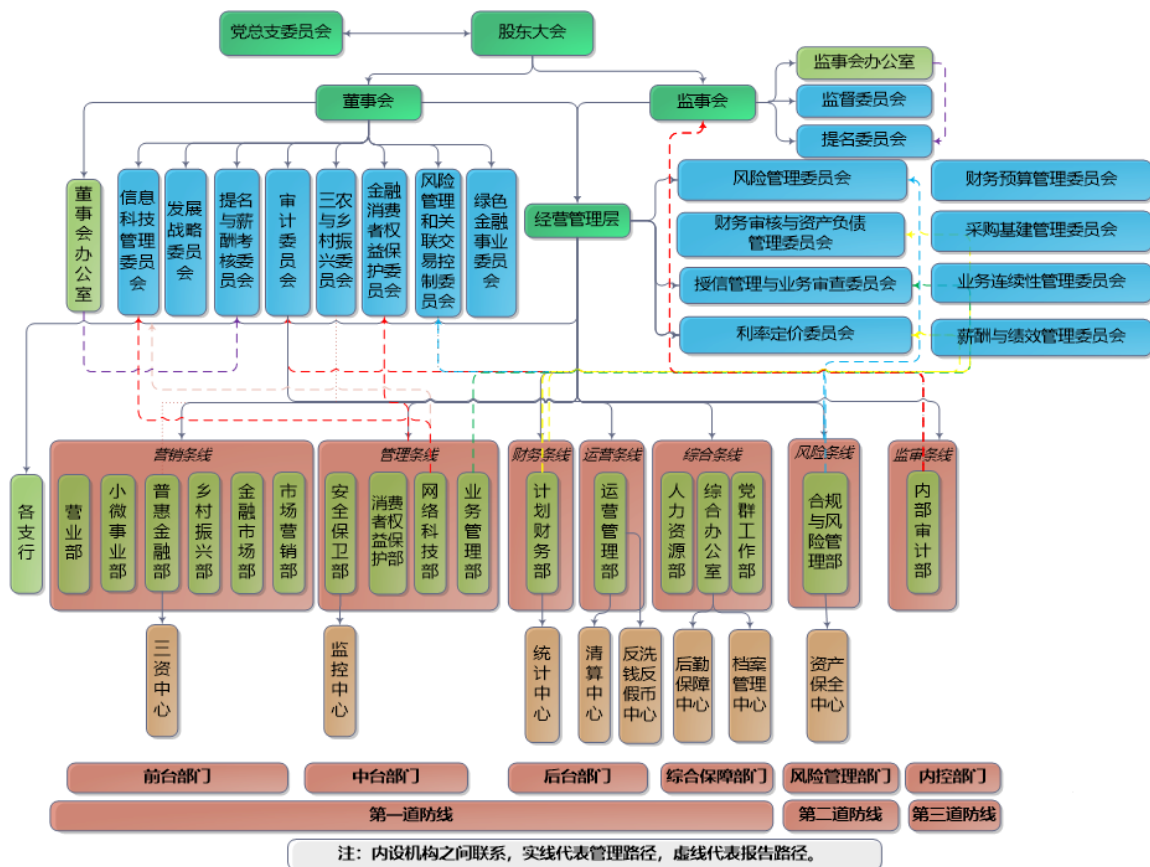 党总支委员会
股东大会
董事会
监事会
监事会办公室
监督委员会
提名委员会
董事会办公室
信息科技管理委员会
发展战略委员会
提名与薪酬考核委员会
审计委员会
三农与乡村振兴委员会
金融消费者权益保护委员会
风险管理和关联交易控制委员会
绿色金融事业委员会
经营管理层
风险管理委员会
财务预算管理委员会
财务审核与资产负债
管理委员会
采购基建管理委员会
授信管理与业务审查委员会
业务连续性管理委员会
利率定价委员会
薪酬与绩效管理委员会
各支行
营销条线
营业部
小微事业部
普惠金融部
乡村振兴部
金融市场部
市场营销部
管理条线
安全保卫部
消费者权益保护部
网络科技部
业务管理部
财务条线
计划财务部
运营条线
运营管理部
综合条线
人力资源部
综合办公室
党群工作部
风险条线
合规与风险管理部
监审条线
内部审计部
三资中心
监控中心
统计中心
清算中心
反洗钱反假币中心
后勤保障中心
档案管理中心
资产保全中心
前台部门
中台部门
后台部门
综合保障部门
风险管理部门
内控部门
第一道防线
第二道防线
第三道防线
注：内设机构之间联系，实线代表管理路径，虚线代表报告路径。